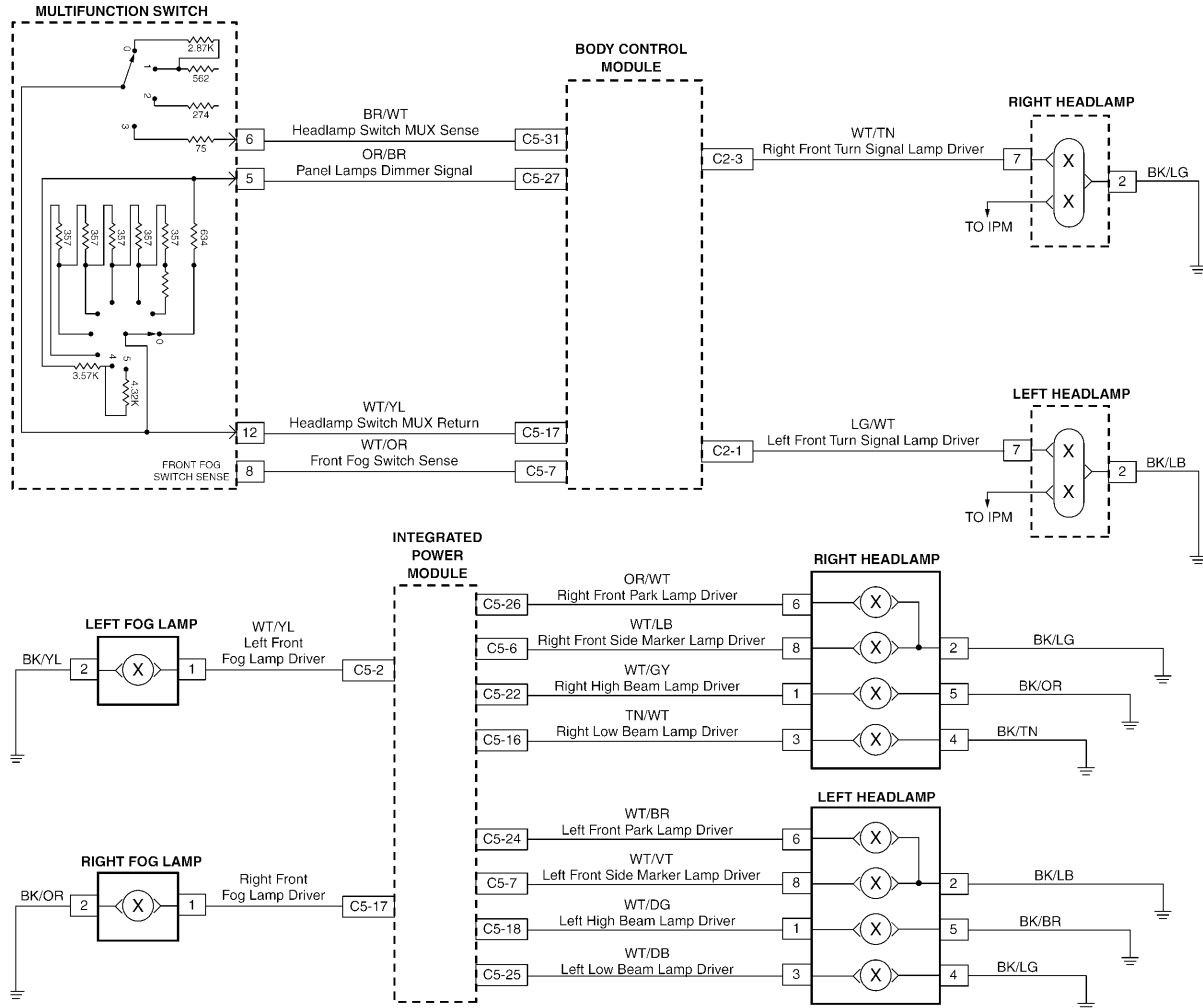 MULTIFUNCTION SWITCH
0
2.87K
1
562
2
274
3
75
6
5
357
357
357
357
357
634
0
4
5
3.57K
4.32K
12
FRONT FOG
SWITCH SENSE
8
BR/WT
Headlamp Switch MUX Sense
OR/BR
Panel Lamps Dimmer Signal
WT/YL
Headlamp Switch MUX Return
WT/OR
Front Fog Switch Sense
C5-31
C5-27
C5-17
C5-7
BODY CONTROL
MODULE
C2-3
WT/TN
Right Front Turn Signal Lamp Driver
RIGHT HEADLAMP
7
X
X
TO IPM
2
BK/LG
C2-1
LG/WT
Left Front Turn Signal Lamp Driver
LEFT HEADLAMP
7
X
X
TO IPM
2
BK/LB
INTEGRATED
POWER
MODULE
LEFT FOG LAMP
BK/YL
2
X
1
WT/YL
Left Front
Fog Lamp Driver
C5-2
RIGHT FOG LAMP
BK/OR
2
X
1
Right Front
Fog Lamp Driver
C5-17
RIGHT HEADLAMP
C5-26
OR/WT
Right Front Park Lamp Driver
6
X
C5-6
WT/LB
Right Front Side Marker Lamp Driver
8
X
2
BK/LG
C5-22
WT/GY
Right High Beam Lamp Driver
1
X
5
BK/OR
C5-16
TN/WT
Right Low Beam Lamp Driver
3
X
4
BK/TN
LEFT HEADLAMP
C5-24
WT/BR
Left Front Park Lamp Driver
6
X
C5-7
WT/VT
Left Front Side Marker Lamp Driver
8
X
2
BK/LB
C5-18
WT/DG
Left High Beam Lamp Driver
1
X
5
BK/BR
C5-25
WT/DB
Left Low Beam Lamp Driver
3
X
4
BK/LG